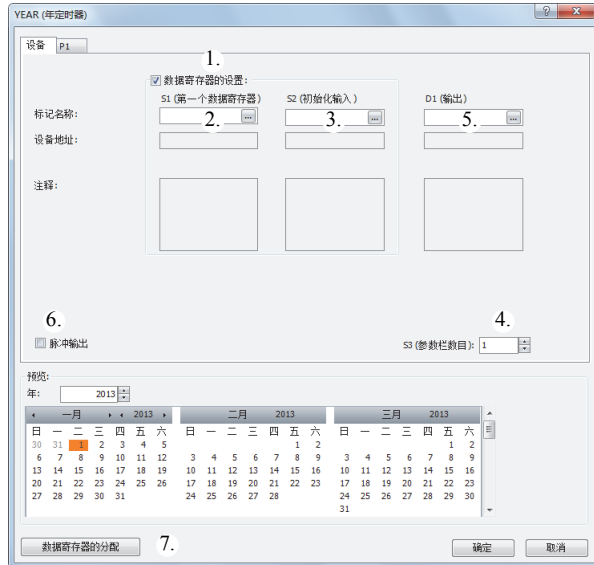 YEAR (年定时器)
设备 P1
1.
数据寄存器的设置:
S1 (第一个数据寄存器) S2 (初始化输入) D1 (输出)
标记名称: 2. ... 3. ... 5. ...
设备地址:
注释:
6. 4.
脉冲输出 S3 (参数栏数目): 1
预览:
年: 2013
一月 2013 二月 2013 三月 2013
日 一 二 三 四 五 六 日 一 二 三 四 五 六 日 一 二 三 四 五 六
30 31 1 2 3 4 5 1 2 1 2
6 7 8 9 10 11 12 3 4 5 6 7 8 9 3 4 5 6 7 8 9
13 14 15 16 17 18 19 10 11 12 13 14 15 16 10 11 12 13 14 15 16
20 21 22 23 24 25 26 17 18 19 20 21 22 23 17 18 19 20 21 22 23
27 28 29 30 31 24 25 26 27 28 24 25 26 27 28 29 30
31
数据寄存器的分配 7. 确定 取消